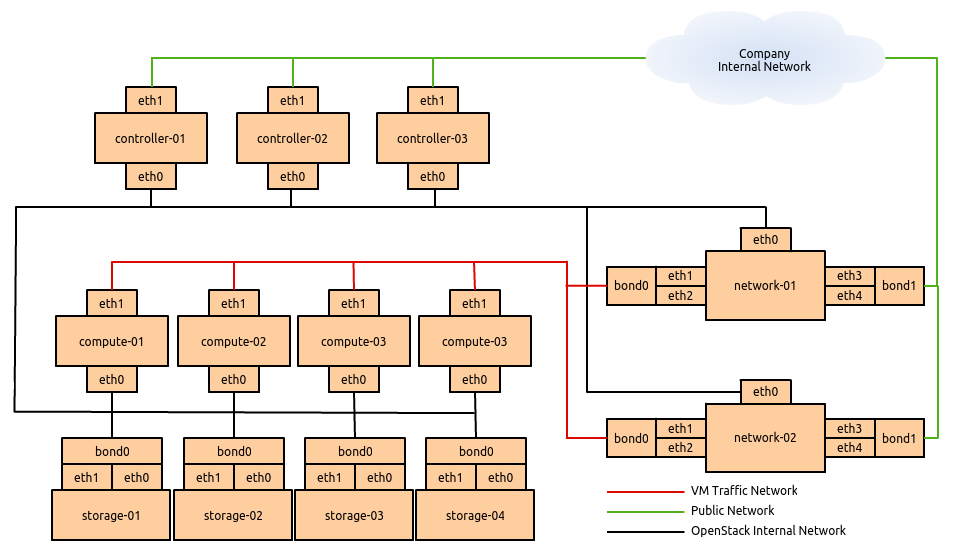 Company
Internal Network
eth1
eth1
eth1
controller-01
controller-02
controller-03
eth0
eth0
eth0
eth0
bond0
eth1
eth2
network-01
eth3
eth4
bond1
eth1
eth1
eth1
eth1
compute-01
compute-02
compute-03
compute-03
eth0
eth0
eth0
eth0
eth0
bond0
eth1
eth2
network-02
eth3
eth4
bond1
bond0
bond0
bond0
bond0
eth1 eth0
eth1 eth0
eth1 eth0
eth1 eth0
storage-01
storage-02
storage-03
storage-04
VM Traffic Network
Public Network
OpenStack Internal Network